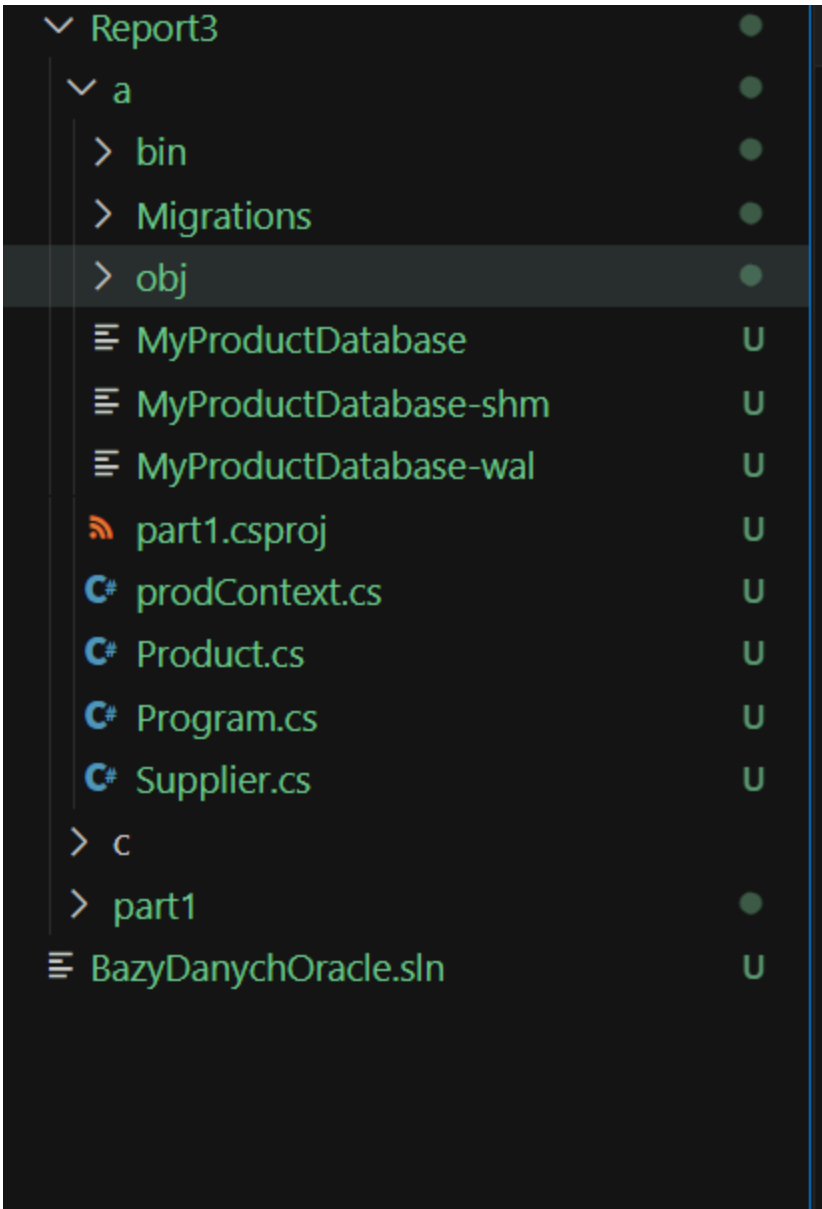 Report3
a
bin
Migrations
obj
MyProductDatabase U
MyProductDatabase-shm U
MyProductDatabase-wal U
part1.csproj U
C# prodContext.cs U
C# Product.cs U
C# Program.cs U
C# Supplier.cs U
c
part1
BazyDanychOracle.sln U